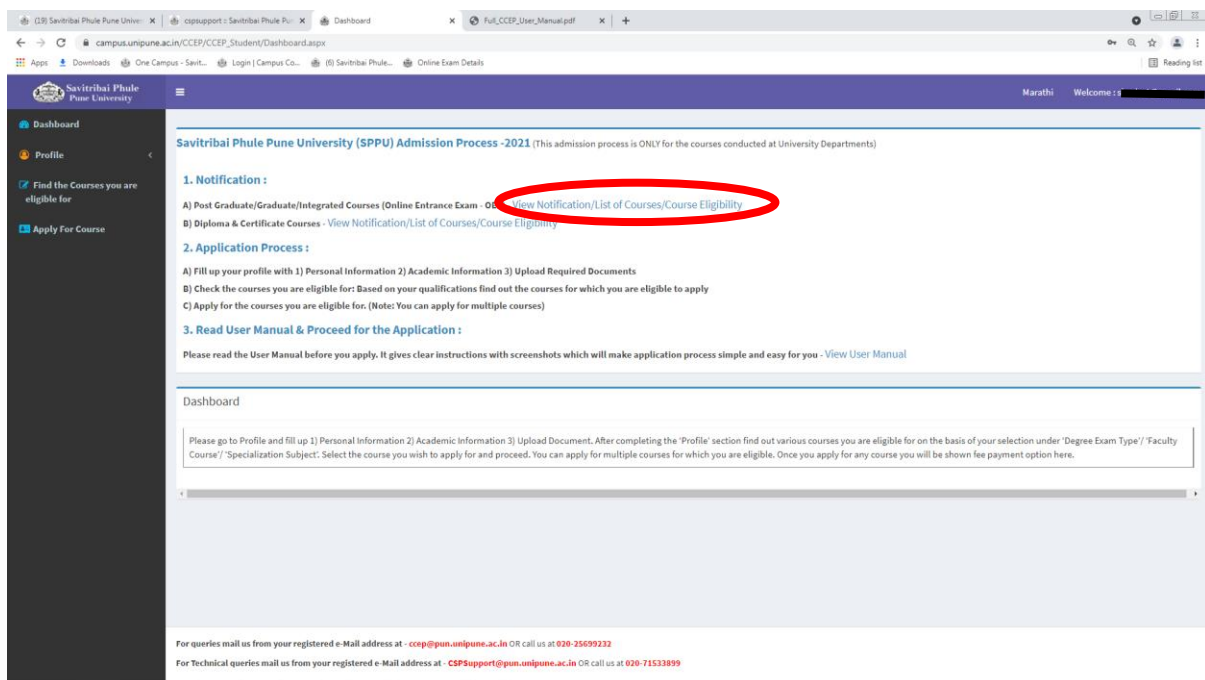 (19) Savitribai Phule Pune Univer
cspsupport :: Savitribai Phule Pu
Dashboard
Full_CCEP_User_Manual.pdf
campus.unipune.ac.in/CCEP/CCEP_Student/Dashboard.aspx
Apps Downloads One Campus - Savit... Login | Campus Co... (6) Savitribai Phule... Online Exam Details Reading list
Savitribai Phule
Pune University
Marathi Welcome : s
Dashboard
Profile
Find the Courses you are
eligible for
Apply For Course
Savitribai Phule Pune University (SPPU) Admission Process -2021 (This admission process is ONLY for the courses conducted at University Departments)
1. Notification :
A) Post Graduate/Graduate/Integrated Courses (Online Entrance Exam - OE View Notification/List of Courses/Course Eligibility
B) Diploma & Certificate Courses - View Notification/List of Courses/Course Eligibility
2. Application Process :
A) Fill up your profile with 1) Personal Information 2) Academic Information 3) Upload Required Documents
B) Check the courses you are eligible for: Based on your qualifications find out the courses for which you are eligible to apply
C) Apply for the courses you are eligible for. (Note: You can apply for multiple courses)
3. Read User Manual & Proceed for the Application :
Please read the User Manual before you apply. It gives clear instructions with screenshots which will make application process simple and easy for you - View User Manual
Dashboard
Please go to Profile and fill up 1) Personal Information 2) Academic Information 3) Upload Document. After completing the 'Profile' section find out various courses you are eligible for on the basis of your selection under 'Degree Exam Type'/ 'Faculty
Course'/ 'Specialization Subject'. Select the course you wish to apply for and proceed. You can apply for multiple courses for which you are eligible. Once you apply for any course you will be shown fee payment option here.
For queries mail us from your registered e-Mail address at - ccep@pun.unipune.ac.in OR call us at 020-25699232
For Technical queries mail us from your registered e-Mail address at - CSPSupport@pun.unipune.ac.in OR call us at 020-71533899